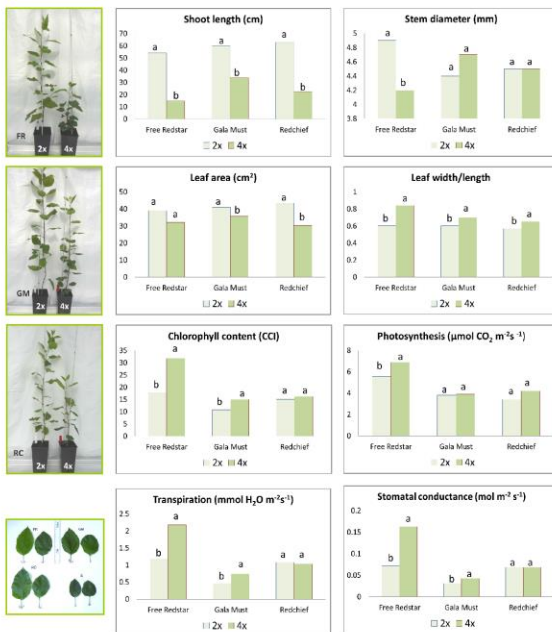 Shoot length (cm)
70
60
50
40
30
20
10
0
a
b
a
b
a
b
Free Redstar Gala Must Redchief
2x 4x
Stem diameter (mm)
5
4.8
4.6
4.4
4.2
4
3.8
a
b
a
a
a
a
Free Redstar Gala Must Redchief
2x 4x
FR
2x 4x
Leaf area (cm²)
50
40
30
20
10
0
a
a
a
b
a
b
Free Redstar Gala Must Redchief
2x 4x
Leaf width/length
1
0.8
0.6
0.4
0.2
0
b
a
b
a
b
a
Free Redstar Gala Must Redchief
2x 4x
GM
2x 4x
Chlorophyll content (CCI)
35
30
25
20
15
10
5
0
b
a
b
a
a
a
Free Redstar Gala Must Redchief
2x 4x
Photosynthesis (µmol CO₂ m⁻²s ⁻¹)
8
6
4
2
0
b
a
a
a
b
a
Free Redstar Gala Must Redchief
2x 4x
RC
2x 4x
Transpiration (mmol H₂O m⁻²s⁻¹)
2.5
2
1.5
1
0.5
0
b
a
b
a
a
a
Free Redstar Gala Must Redchief
2x 4x
Stomatal conductance (mol m⁻² s⁻¹)
0.2
0.15
0.1
0.05
0
b
a
b
a
a
a
Free Redstar Gala Must Redchief
2x 4x